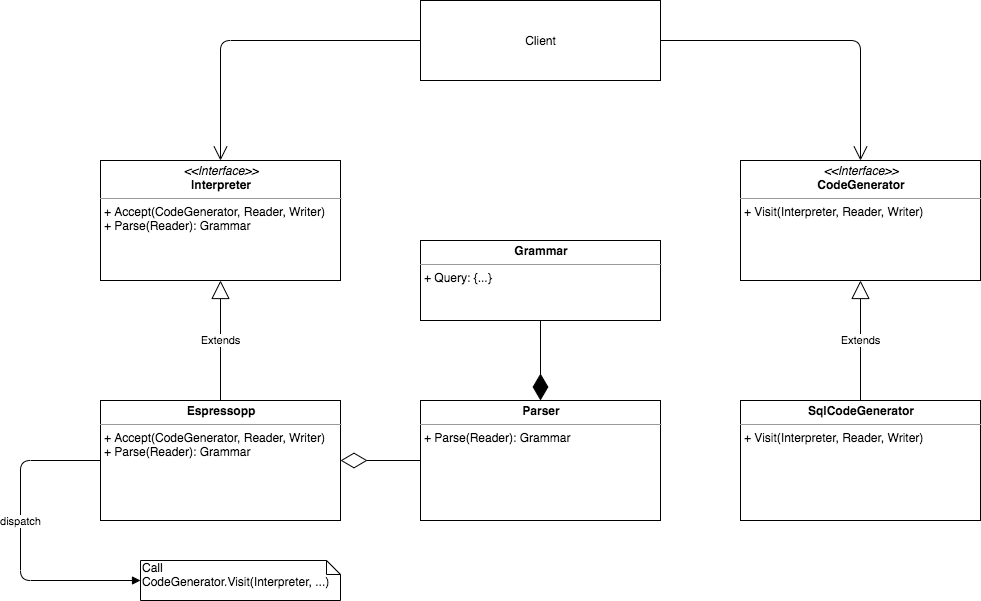 Client
<<Interface>>
Interpreter
+ Accept(CodeGenerator, Reader, Writer)
+ Parse(Reader): Grammar
<<Interface>>
CodeGenerator
+ Visit(Interpreter, Reader, Writer)
Grammar
+ Query: {...}
Extends
Extends
Espressopp
+ Accept(CodeGenerator, Reader, Writer)
+ Parse(Reader): Grammar
Parser
+ Parse(Reader): Grammar
SqlCodeGenerator
+ Visit(Interpreter, Reader, Writer)
dispatch
Call
CodeGenerator.Visit(Interpreter, ...)